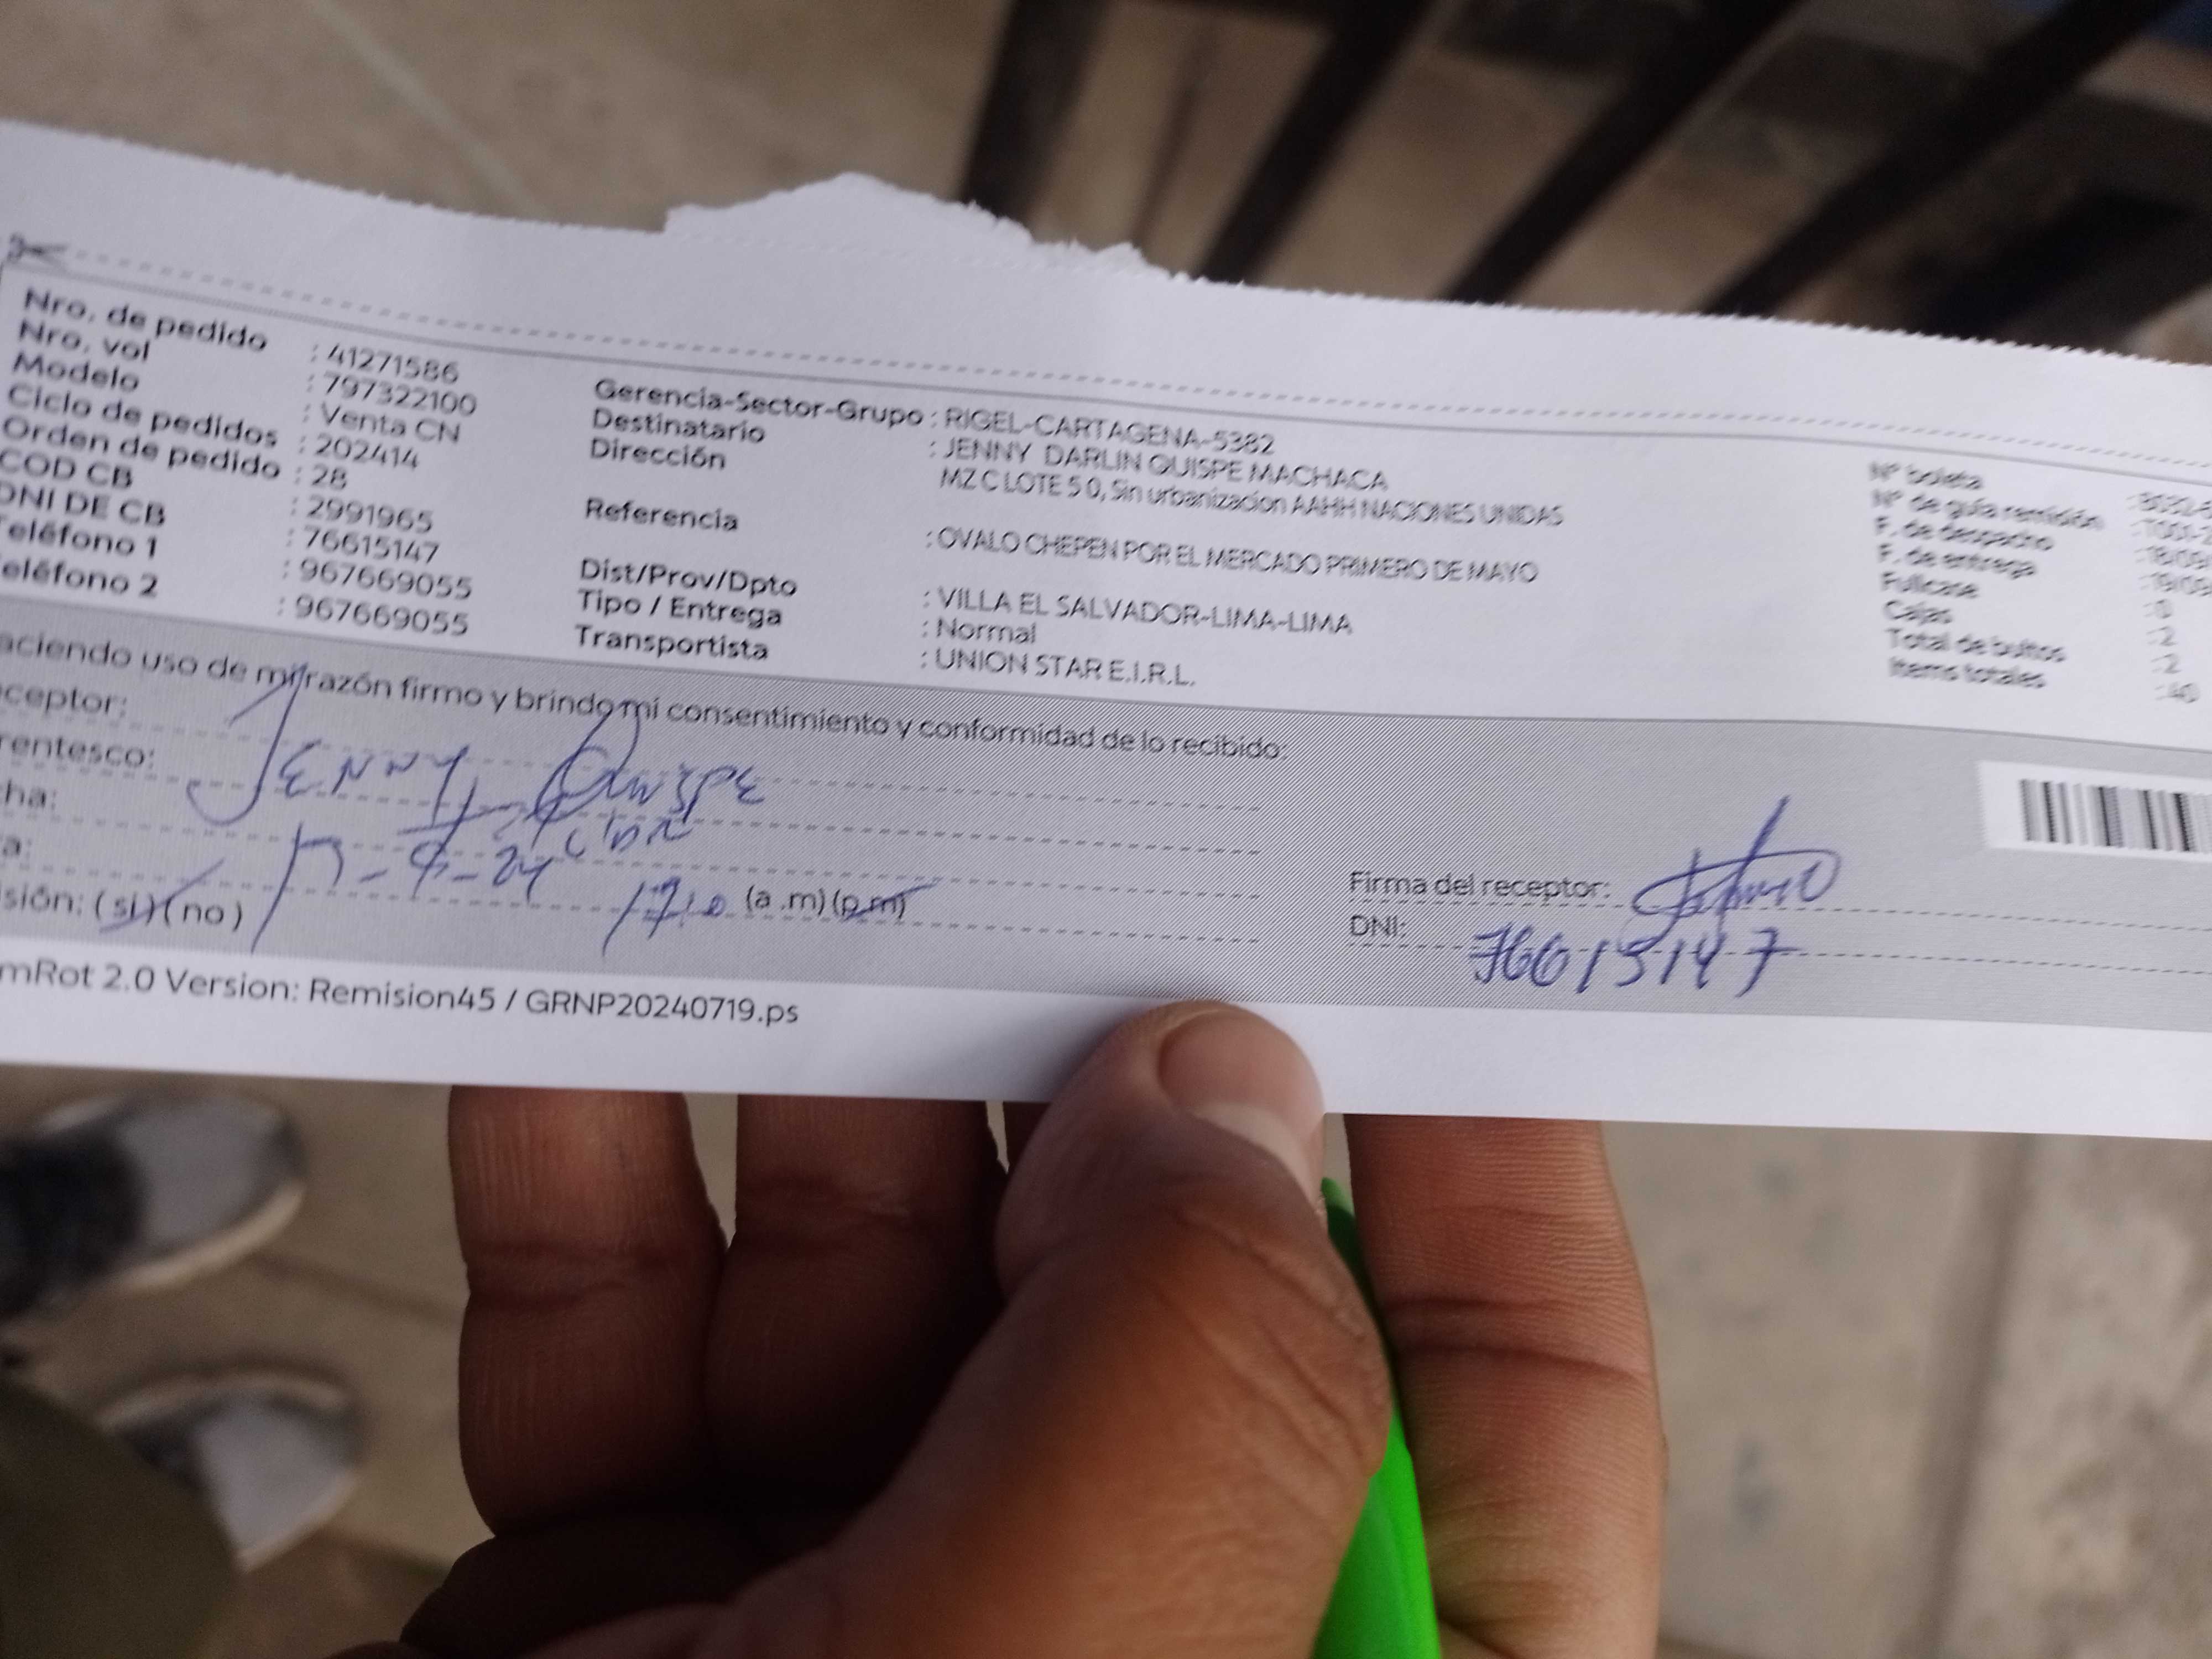 Nro. de pedido : 41271586
Nro. vol : 797322100
Modelo : Venta CN
Ciclo de pedidos : 202414
Orden de pedido : 28
COD CB : 2991965
DNI DE CB : 76615147
Teléfono 1 : 967669055
eléfono 2 : 967669055
Gerencia-Sector-Grupo : RIGEL-CARTAGENA-5382
Destinatario : JENNY DARLIN QUISPE MACHACA
Dirección MZ C LOTE 5 0, Sin urbanizacion AAHH NACIONES UNIDAS
Referencia : OVALO CHEPEN POR EL MERCADO PRIMERO DE MAYO
Dist/Prov/Dpto : VILLA EL SALVADOR-LIMA-LIMA
Tipo / Entrega : Normal
Transportista : UNION STAR E.I.R.L.
Nº boleta
Nº de guía remisión
F. de despacho : 18/09
F. de entrega : 19/09
Fullcase : 0
Cajas : 2
Total de bultos : 2
Items totales : 40
aciendo uso de mi razón firmo y brindo mi consentimiento y conformidad de lo recibido:
ceptor: JENNY QUISPE
rentesco:
cha:
a: (a .m) (p.m)
sión: (si) (no)
Firma del receptor:
DNI: 76615147
mRot 2.0 Version: Remision45 / GRNP20240719.ps